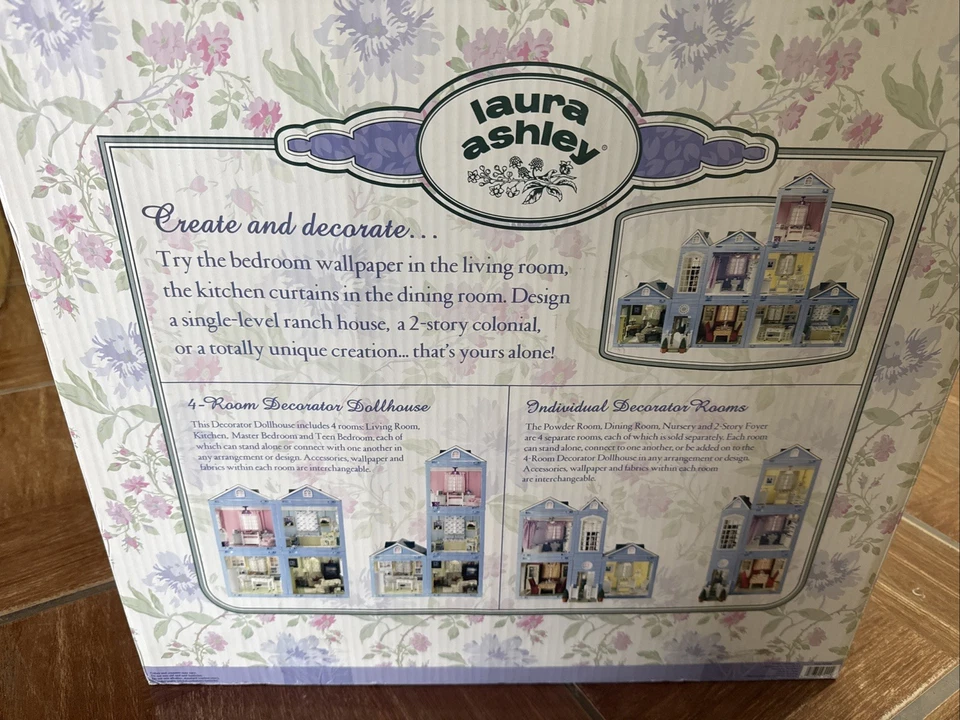 laura
ashley®
Create and decorate...
Try the bedroom wallpaper in the living room,
the kitchen curtains in the dining room. Design
a single-level ranch house, a 2-story colonial,
or a totally unique creation... that's yours alone!
4-Room Decorator Dollhouse
This Decorator Dollhouse includes 4 rooms: Living Room,
Kitchen, Master Bedroom and Teen Bedroom, each of
which can stand alone or connect with one another in
any arrangement or design. Accessories, wallpaper and
fabrics within each room are interchangeable.
Individual Decorator Rooms
The Powder Room, Dining Room, Nursery and 2-Story Foyer
are 4 separate rooms, each of which is sold separately. Each room
can stand alone, connect to one another, or be added on to the
4-Room Decorator Dollhouse in any arrangement or design.
Accessories, wallpaper and fabrics within each room
are interchangeable.